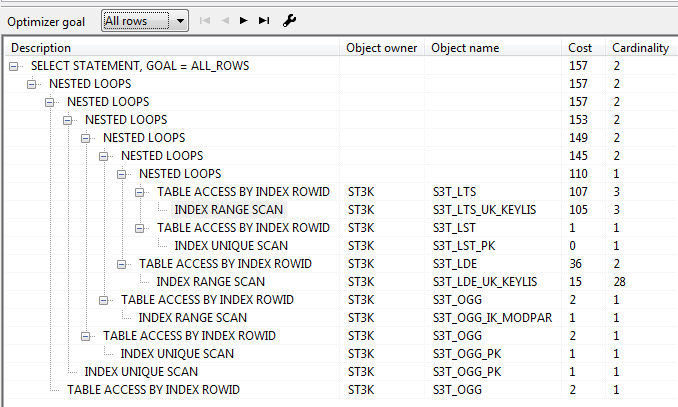 Optimizer goal All rows
Description Object owner Object name Cost Cardinality
SELECT STATEMENT, GOAL = ALL_ROWS 157 2
NESTED LOOPS 157 2
NESTED LOOPS 157 2
NESTED LOOPS 153 2
NESTED LOOPS 149 2
NESTED LOOPS 145 2
NESTED LOOPS 110 1
TABLE ACCESS BY INDEX ROWID ST3K S3T_LTS 107 3
INDEX RANGE SCAN ST3K S3T_LTS_UK_KEYLIS 105 3
TABLE ACCESS BY INDEX ROWID ST3K S3T_LST 1 1
INDEX UNIQUE SCAN ST3K S3T_LST_PK 0 1
TABLE ACCESS BY INDEX ROWID ST3K S3T_LDE 36 2
INDEX RANGE SCAN ST3K S3T_LDE_UK_KEYLIS 15 28
TABLE ACCESS BY INDEX ROWID ST3K S3T_OGG 2 1
INDEX RANGE SCAN ST3K S3T_OGG_IK_MODPAR 1 1
TABLE ACCESS BY INDEX ROWID ST3K S3T_OGG 2 1
INDEX UNIQUE SCAN ST3K S3T_OGG_PK 1 1
INDEX UNIQUE SCAN ST3K S3T_OGG_PK 1 1
TABLE ACCESS BY INDEX ROWID ST3K S3T_OGG 2 1